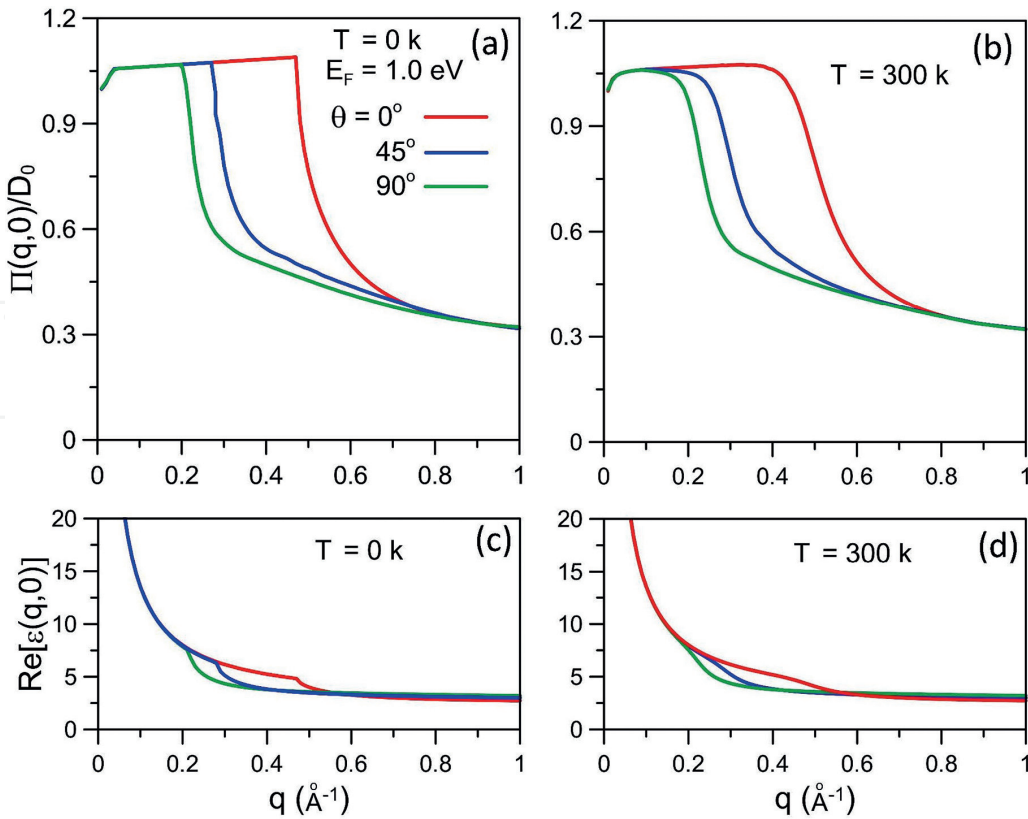 1.2
0.9
0.6
0.3
0
Π(q,0)/D₀
T = 0 k
(a)
E_F = 1.0 eV
θ = 0°
45°
90°
0 0.2 0.4 0.6 0.8 1
1.2
0.9
0.6
0.3
0
(b)
T = 300 k
0 0.2 0.4 0.6 0.8 1
20
15
10
5
0
Re[ε(q,0)]
T = 0 k
(c)
0 0.2 0.4 0.6 0.8 1
q (Å⁻¹)
20
15
10
5
0
T = 300 k
(d)
0 0.2 0.4 0.6 0.8 1
q (Å⁻¹)